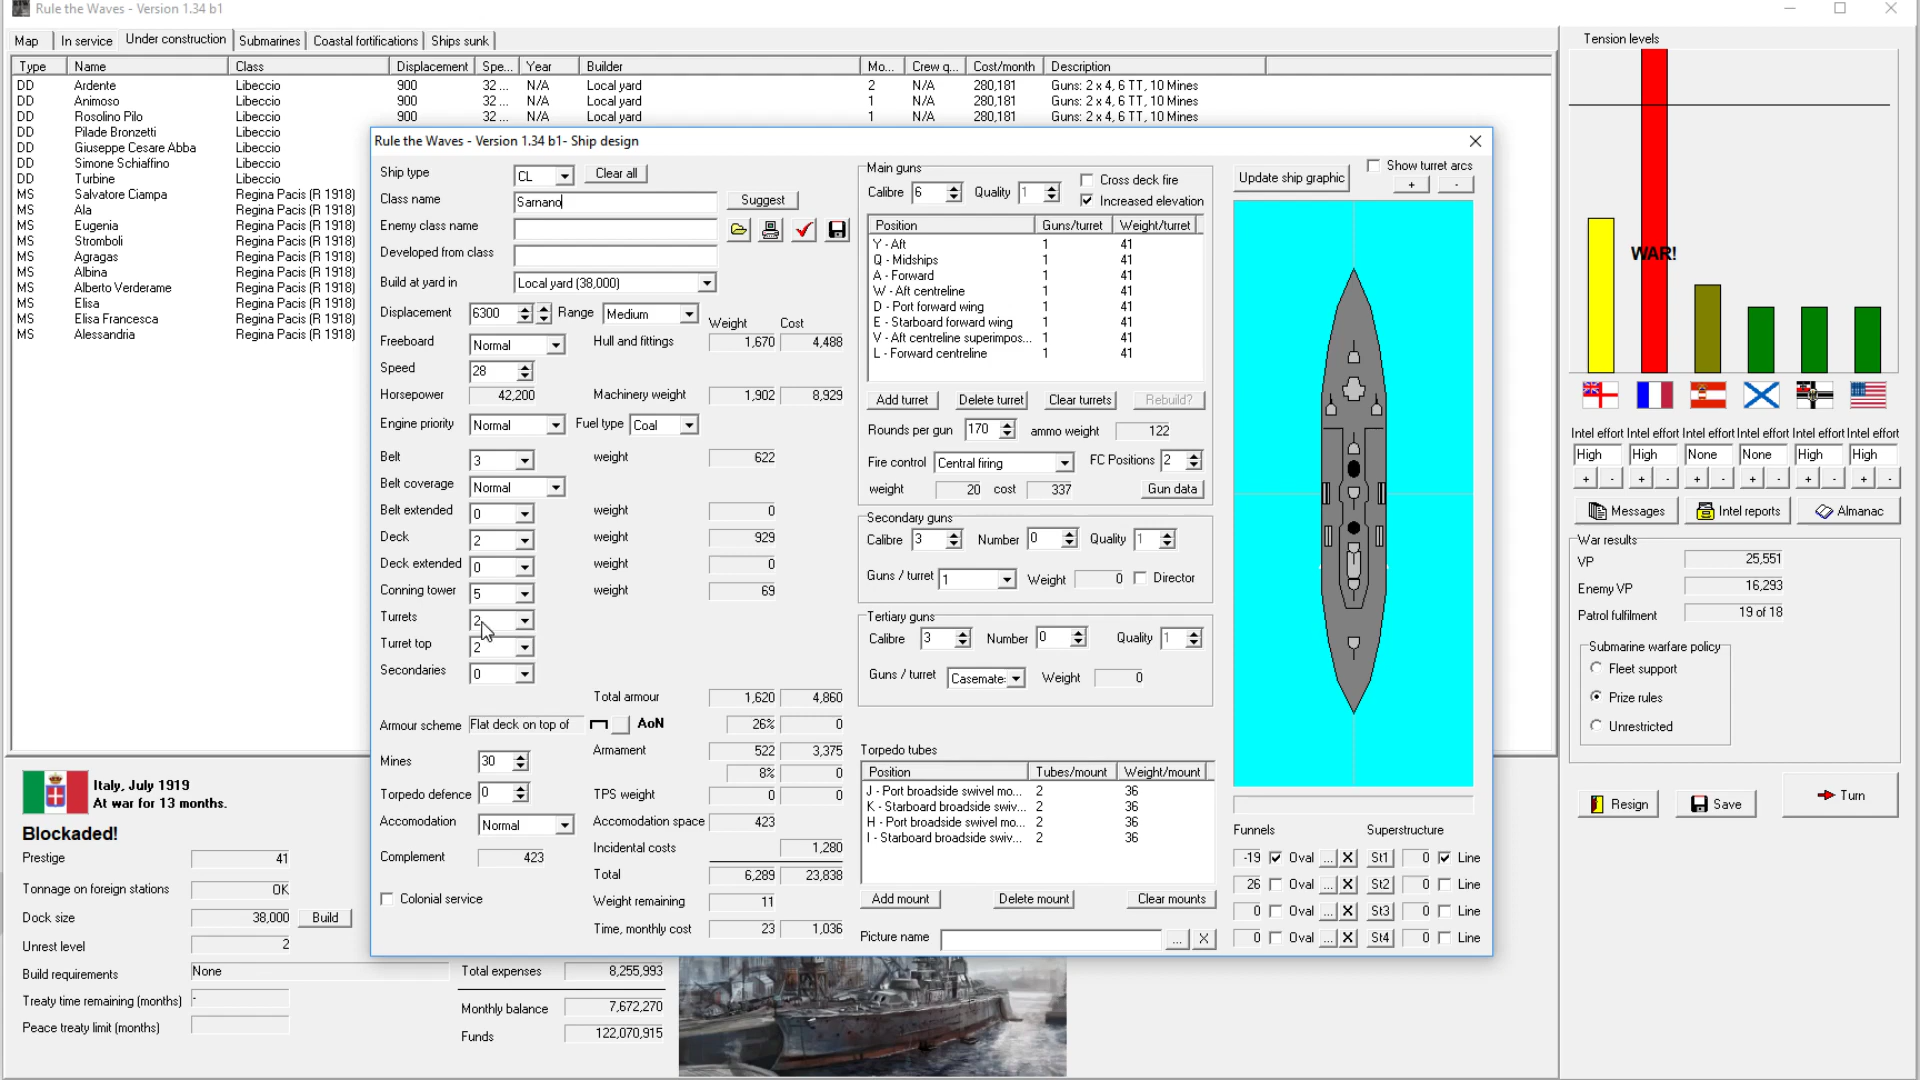 Rule the Waves - Version 1.34 b1
Map In service Under construction Submarines Coastal fortifications Ships sunk
Type Name Class Displacement Spe... Year Builder Mo... Crew q... Cost/month Description
DD Ardente Libeccio 900 32 ... N/A Local yard 2 N/A 280,181 Guns: 2 x 4, 6 TT, 10 Mines
DD Animoso Libeccio 900 32 ... N/A Local yard 1 N/A 280,181 Guns: 2 x 4, 6 TT, 10 Mines
DD Rosolino Pilo Libeccio 900 32 ... N/A Local yard 1 N/A 280,181 Guns: 2 x 4, 6 TT, 10 Mines
DD Pilade Bronzetti Libeccio
DD Giuseppe Cesare Abba Libeccio
DD Simone Schiaffino Libeccio
DD Turbine Libeccio
MS Salvatore Ciampa Regina Pacis (R 1918)
MS Ala Regina Pacis (R 1918)
MS Eugenia Regina Pacis (R 1918)
MS Stromboli Regina Pacis (R 1918)
MS Agragas Regina Pacis (R 1918)
MS Albina Regina Pacis (R 1918)
MS Alberto Verderame Regina Pacis (R 1918)
MS Elisa Regina Pacis (R 1918)
MS Elisa Francesca Regina Pacis (R 1918)
MS Alessandria Regina Pacis (R 1918)
Rule the Waves - Version 1.34 b1- Ship design
Ship type CL Clear all
Class name Sarnano Suggest
Enemy class name
Developed from class
Build at yard in Local yard (38,000)
Displacement 6300 Range Medium Weight Cost
Freeboard Normal Hull and fittings 1,670 4,488
Speed 28
Horsepower 42,200 Machinery weight 1,902 8,929
Engine priority Normal Fuel type Coal
Belt 3 weight 622
Belt coverage Normal
Belt extended 0 weight 0
Deck 2 weight 929
Deck extended 0 weight 0
Conning tower 5 weight 69
Turrets 2
Turret top 2
Secondaries 0
Total armour 1,620 4,860
Armour scheme Flat deck on top of AoN 26% 0
Mines 30 Armament 522 3,375
8% 0
Torpedo defence 0 TPS weight 0 0
Accomodation Normal Accomodation space 423
Incidental costs 1,280
Complement 423
Total 6,289 23,838
Colonial service Weight remaining 11
Time, monthly cost 23 1,036
Main guns
Calibre 6 Quality 1 Cross deck fire
Increased elevation
Position Guns/turret Weight/turret
Y - Aft 1 41
Q - Midships 1 41
A - Forward 1 41
W - Aft centreline 1 41
D - Port forward wing 1 41
E - Starboard forward wing 1 41
V - Aft centreline superimpos... 1 41
L - Forward centreline 1 41
Add turret Delete turret Clear turrets Rebuild?
Rounds per gun 170 ammo weight 122
Fire control Central firing FC Positions 2
weight 20 cost 337 Gun data
Secondary guns
Calibre 3 Number 0 Quality 1
Guns / turret 1 Weight 0 Director
Tertiary guns
Calibre 3 Number 0 Quality 1
Guns / turret Casemate: Weight 0
Torpedo tubes
Position Tubes/mount Weight/mount
J - Port broadside swivel mo... 2 36
K - Starboard broadside swiv... 2 36
H - Port broadside swivel mo... 2 36
I - Starboard broadside swiv... 2 36
Add mount Delete mount Clear mounts
Picture name ... X
Update ship graphic Show turret arcs
+ -
Funnels Superstructure
-19 Oval ... X St1 0 Line
26 Oval ... X St2 0 Line
0 Oval ... X St3 0 Line
0 Oval ... X St4 0 Line
Tension levels
WAR!
Intel effort Intel effort Intel effort Intel effort Intel effort Intel effort
High High None None High High
+ - + - + - + - + - + -
Messages Intel reports Almanac
War results
VP 25,551
Enemy VP 16,293
Patrol fulfilment 19 of 18
Submarine warfare policy
Fleet support
Prize rules
Unrestricted
Resign Save Turn
Italy, July 1919
At war for 13 months.
Blockaded!
Prestige 41
Tonnage on foreign stations OK
Dock size 38,000 Build
Unrest level 2
Build requirements None
Treaty time remaining (months) -
Peace treaty limit (months)
Total expenses 8,255,993
Monthly balance 7,672,270
Funds 122,070,915